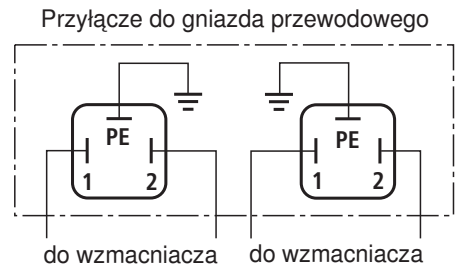 Przyłącze do gniazda przewodowego
PE PE
1 2 1 2
do wzmacniacza do wzmacniacza